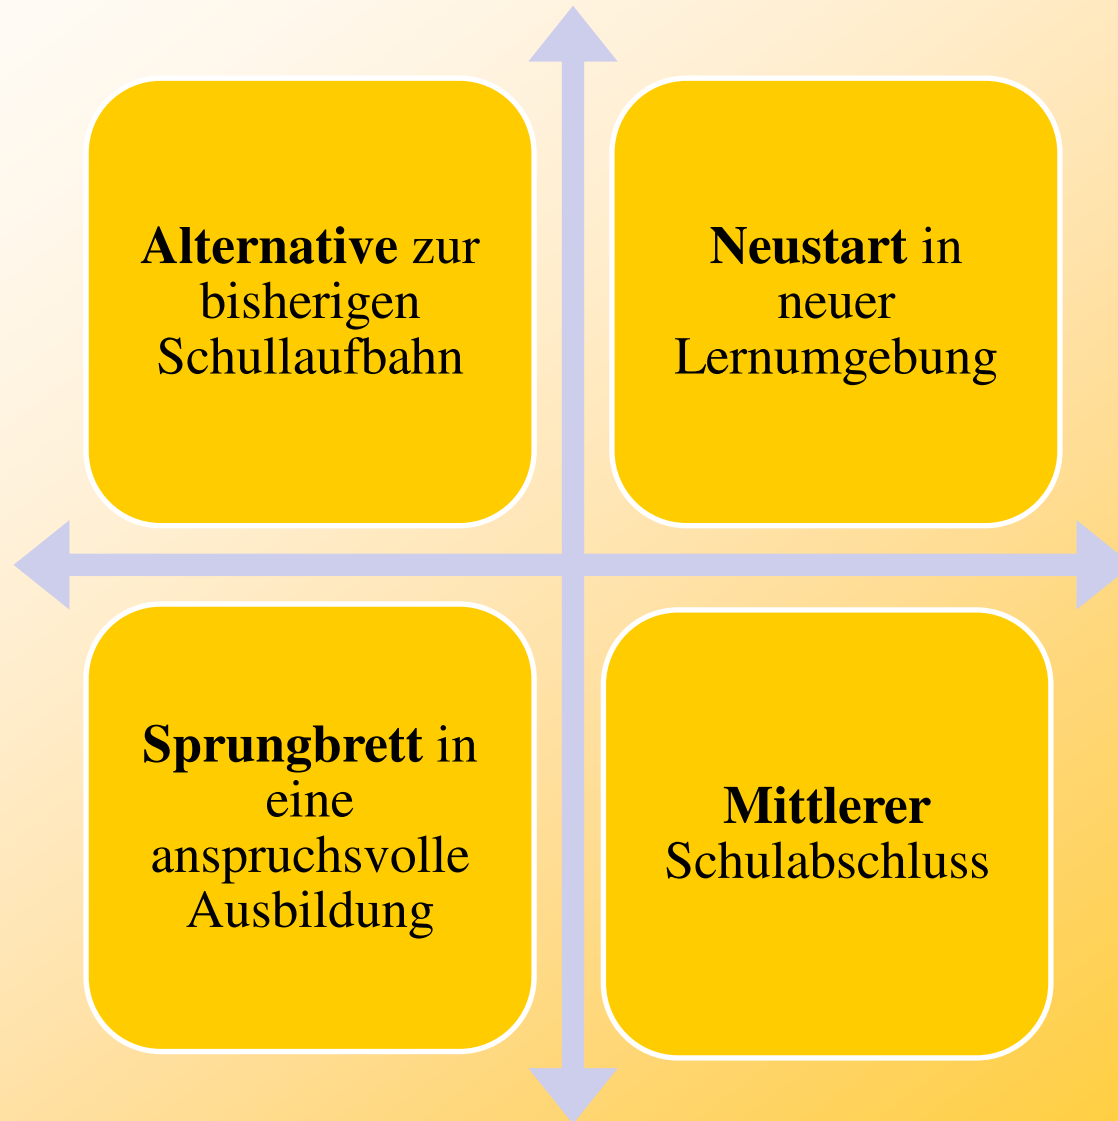 Alternative zur
bisherigen
Schullaufbahn
Neustart in
neuer
Lernumgebung
Sprungbrett in
eine
anspruchsvolle
Ausbildung
Mittlerer
Schulabschluss